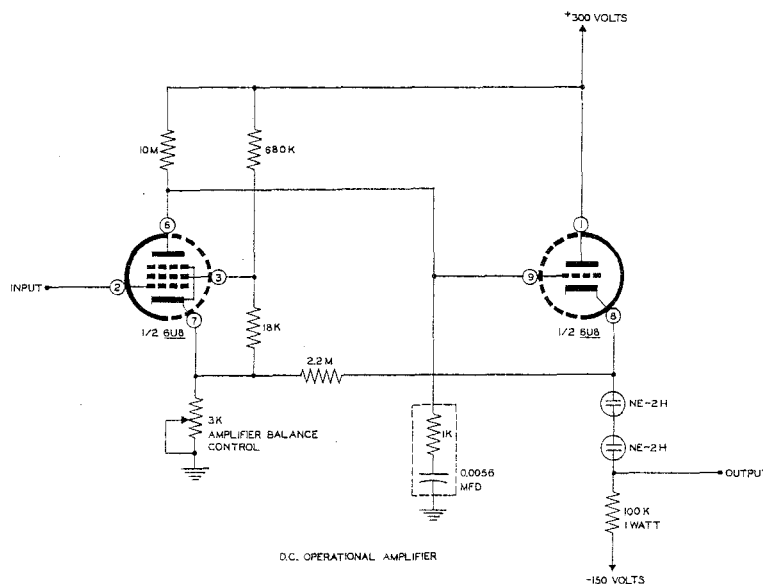 +300 VOLTS
10M
680K
6
1
3
9
INPUT
2
7
8
1/2 6U8
18K
1/2 6U8
2.2M
NE-2H
3K
AMPLIFIER BALANCE
CONTROL
1K
NE-2H
0.0056
MFD
OUTPUT
100K
1 WATT
D.C. OPERATIONAL AMPLIFIER
-150 VOLTS